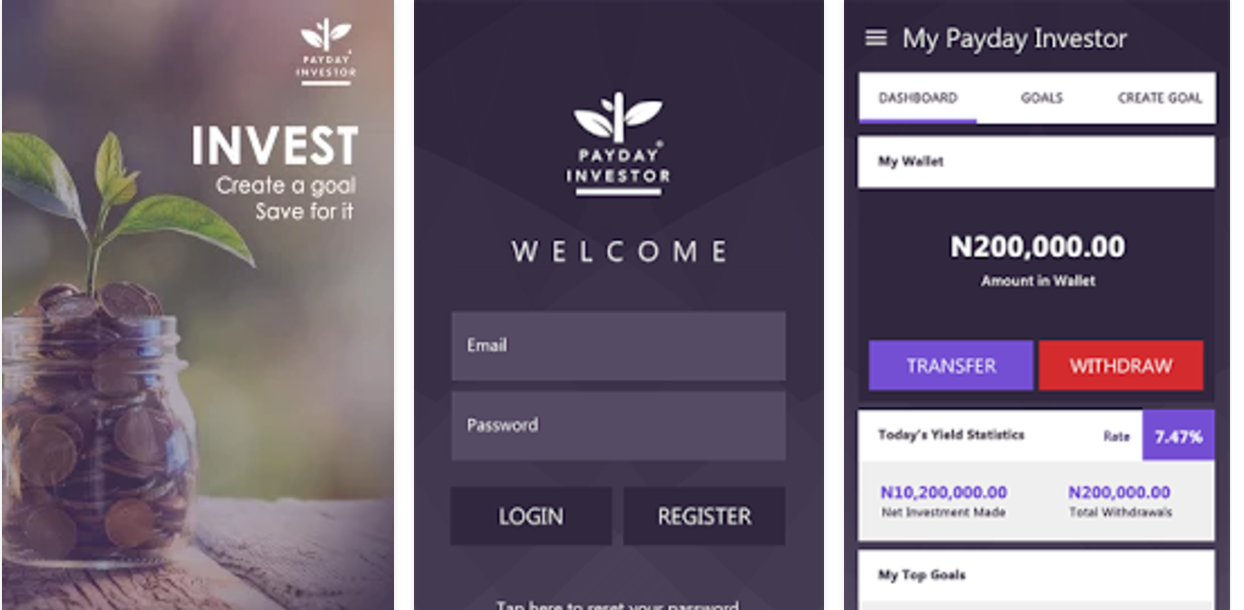 PAYDAY
INVESTOR
INVEST
Create a goal
Save for it
PAYDAY®
INVESTOR
WELCOME
Email
Password
LOGIN
REGISTER
Tap here to reset your password
My Payday Investor
DASHBOARD
GOALS
CREATE GOAL
My Wallet
N200,000.00
Amount in Wallet
TRANSFER
WITHDRAW
Today's Yield Statistics
Rate
7.47%
N10,200,000.00
N200,000.00
Net Investment Made
Total Withdrawals
My Top Goals